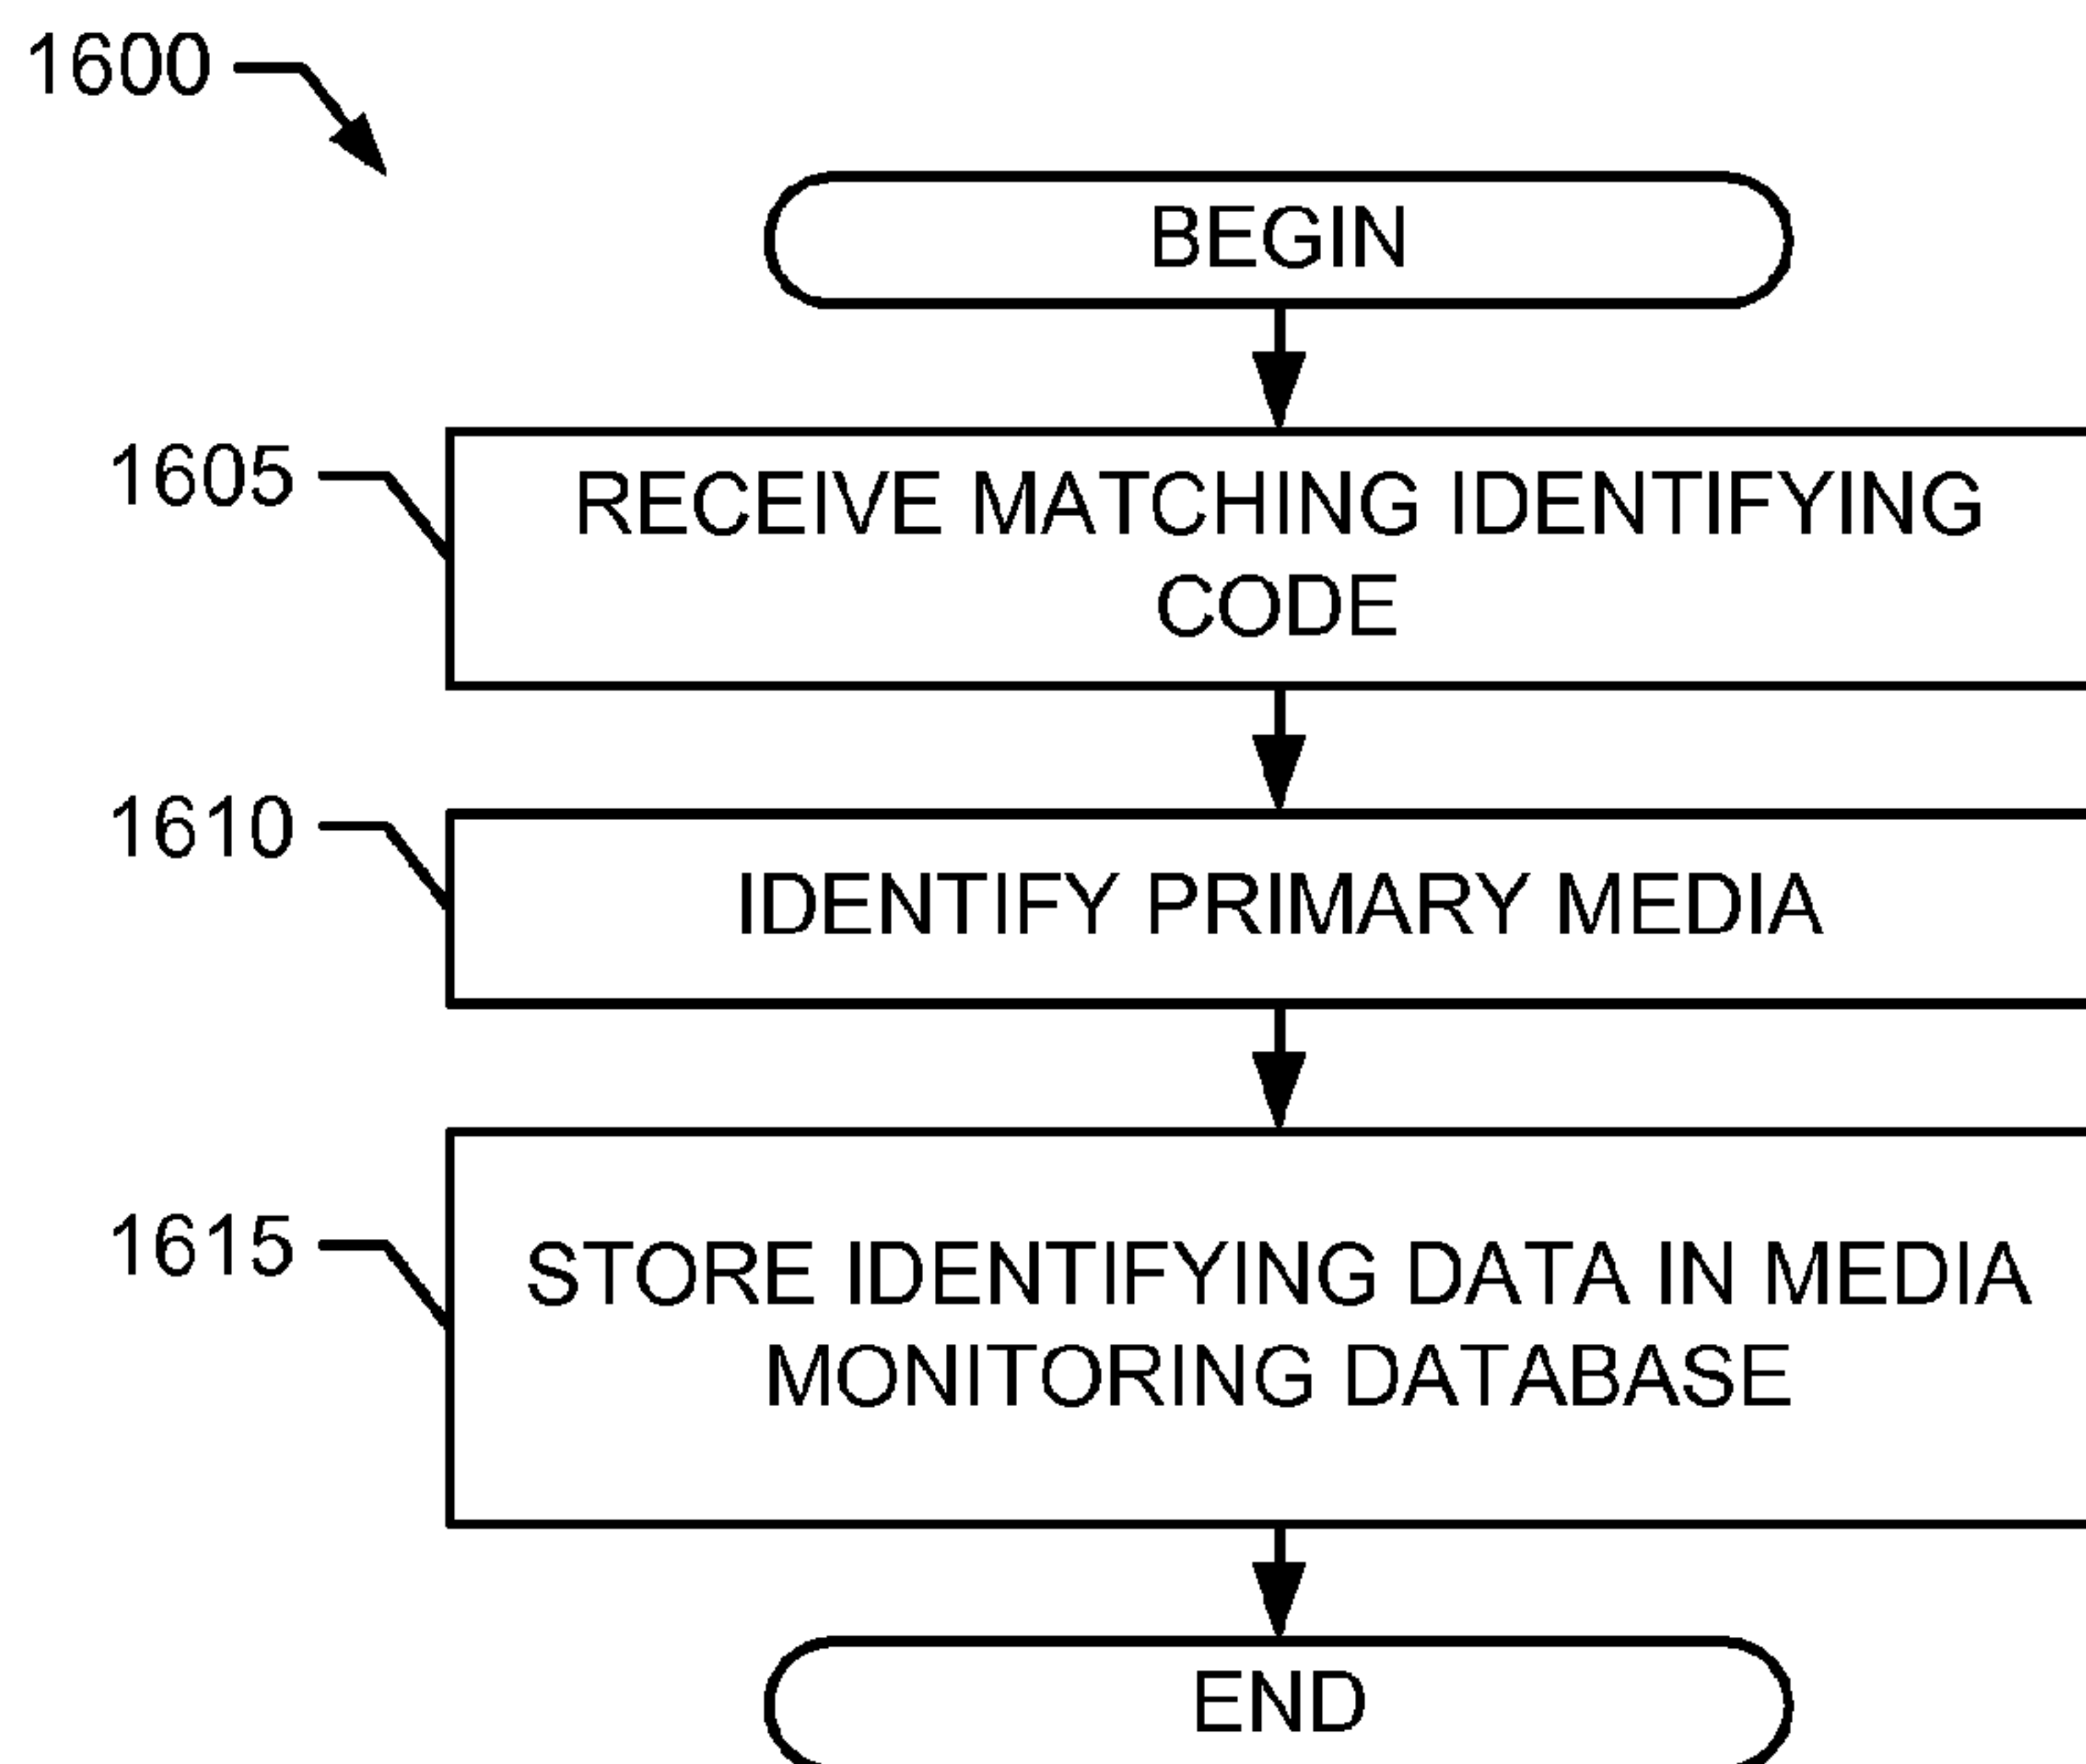 1600
BEGIN
1605
RECEIVE MATCHING IDENTIFYING
CODE
1610
IDENTIFY PRIMARY MEDIA
1615
STORE IDENTIFYING DATA IN MEDIA
MONITORING DATABASE
END